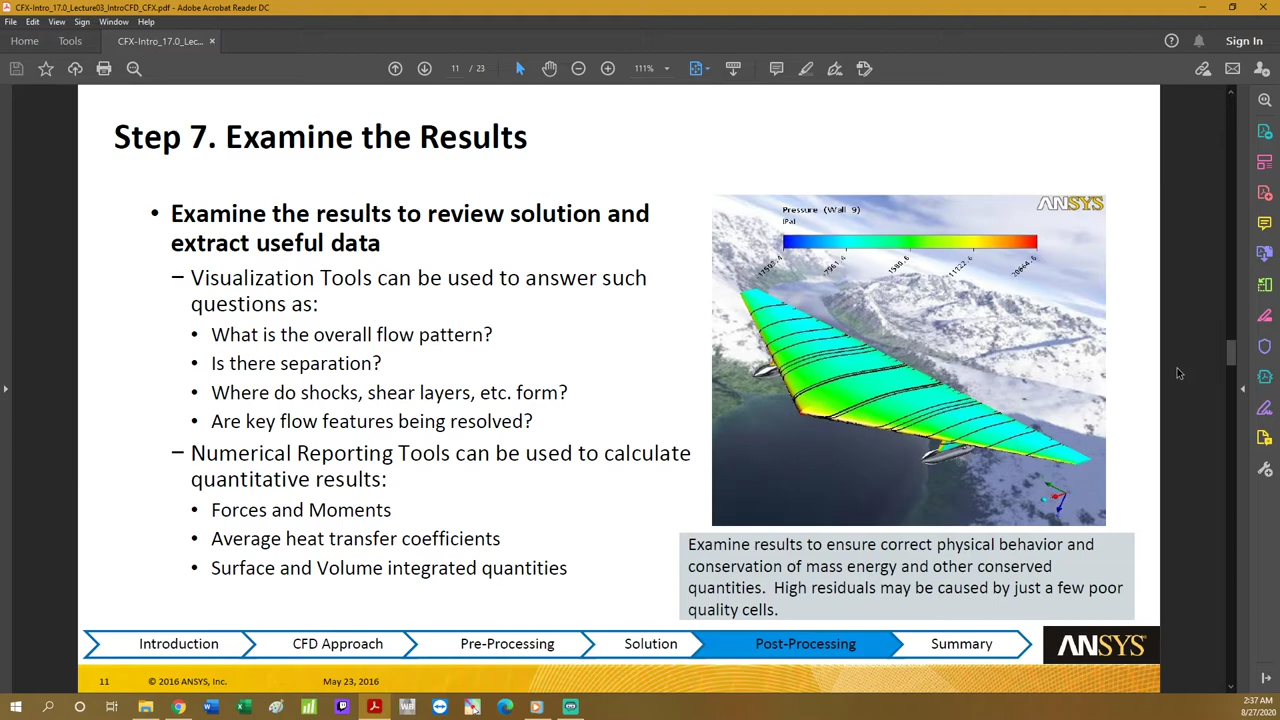 CFX-Intro_17.0_Lecture03_IntroCFD_CFX.pdf - Adobe Acrobat Reader DC
File Edit View Sign Window Help
Home Tools CFX-Intro_17.0_Lec... × Sign In
11 / 23 111%
Step 7. Examine the Results
• Examine the results to review solution and
extract useful data
– Visualization Tools can be used to answer such
questions as:
• What is the overall flow pattern?
• Is there separation?
• Where do shocks, shear layers, etc. form?
• Are key flow features being resolved?
– Numerical Reporting Tools can be used to calculate
quantitative results:
• Forces and Moments
• Average heat transfer coefficients
• Surface and Volume integrated quantities
Pressure (Wall 9)
(Pa)
ANSYS
Examine results to ensure correct physical behavior and
conservation of mass energy and other conserved
quantities. High residuals may be caused by just a few poor
quality cells.
Introduction CFD Approach Pre-Processing Solution Post-Processing Summary
ANSYS
11 © 2016 ANSYS, Inc. May 23, 2016
2:37 AM
8/27/2020